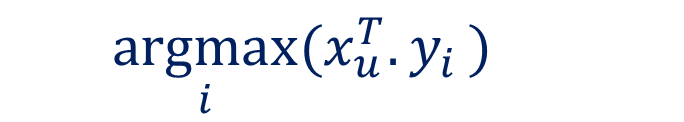 argmax(x_u^T . y_i )
i